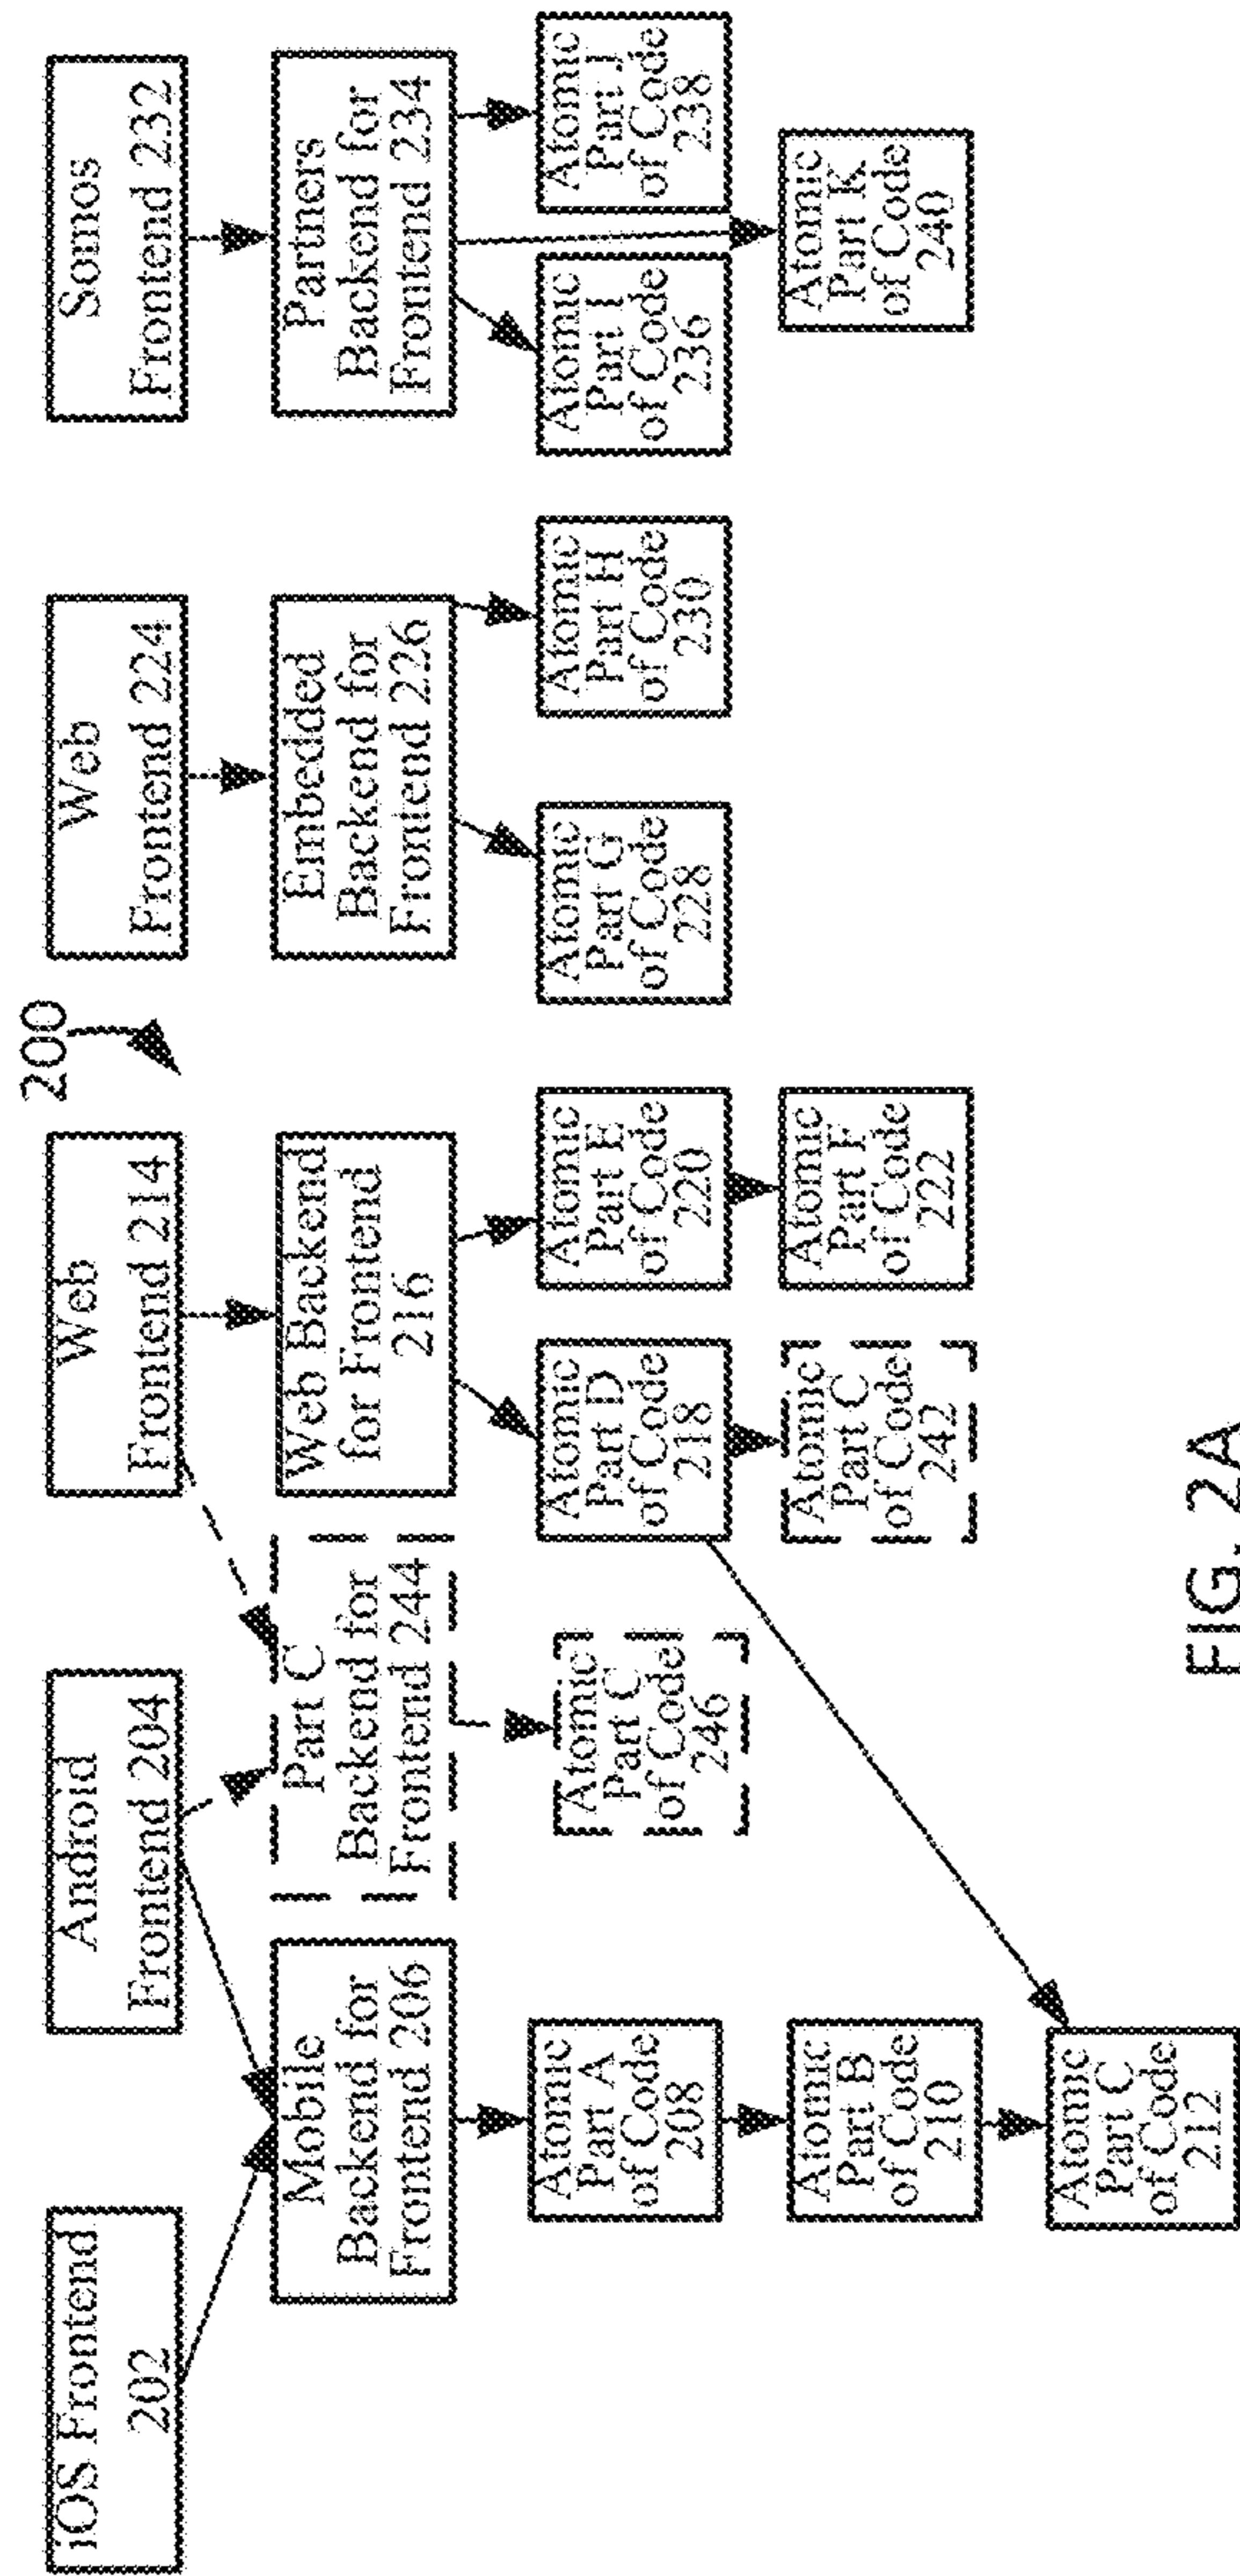 200
iOS Frontend
202
Android
Frontend 204
Web
Frontend 214
Web
Frontend 224
Somos
Frontend 232
Mobile
Backend for
Frontend 206
Part C
Backend for
Frontend 244
Web Backend
for Frontend
216
Embedded
Backend for
Frontend 226
Partners
Backend for
Frontend 234
Atomic
Part A
of Code
208
Atomic
Part C
of Code
246
Atomic
Part D
of Code
218
Atomic
Part E
of Code
220
Atomic
Part G
of Code
228
Atomic
Part H
of Code
230
Atomic
Part I
of Code
236
Atomic
Part J
of Code
238
Atomic
Part B
of Code
210
Atomic
Part C
of Code
242
Atomic
Part F
of Code
222
Atomic
Part K
of Code
240
Atomic
Part C
of Code
212
FIG. 2A